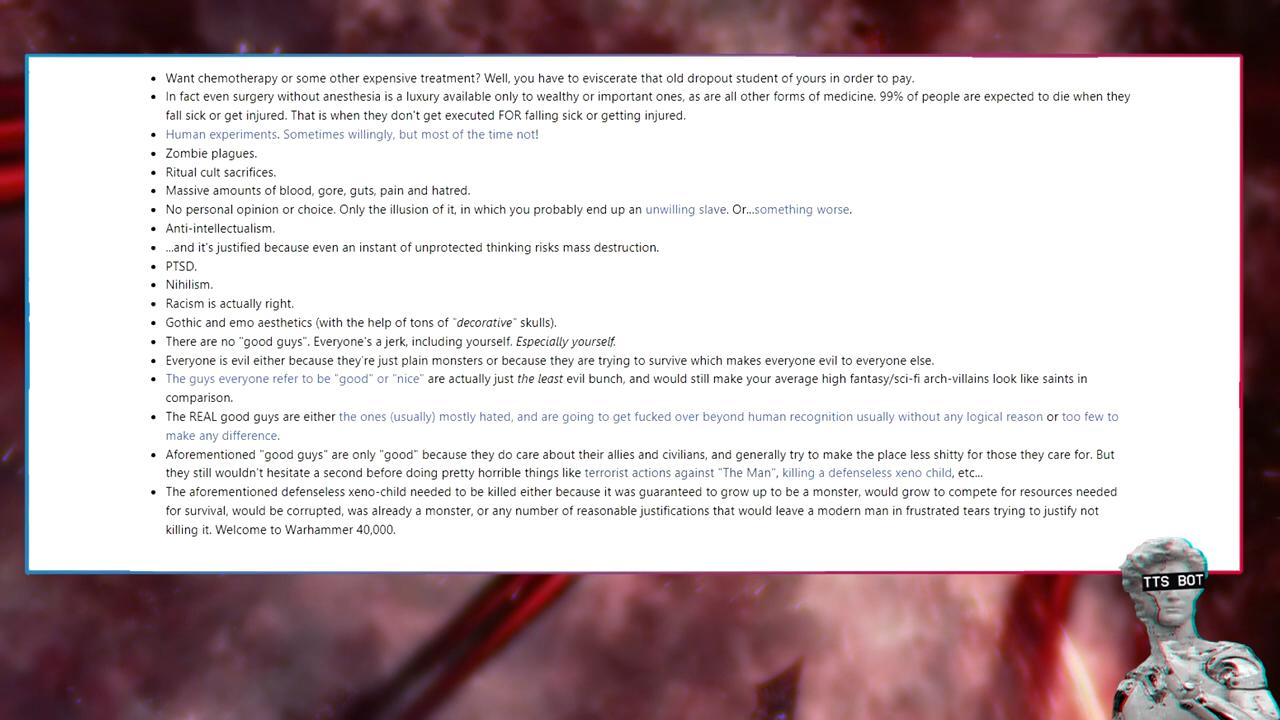 Want chemotherapy or some other expensive treatment? Well, you have to eviscerate that old dropout student of yours in order to pay.
In fact even surgery without anesthesia is a luxury available only to wealthy or important ones, as are all other forms of medicine. 99% of people are expected to die when they
fall sick or get injured. That is when they don't get executed FOR falling sick or getting injured.
Human experiments. Sometimes willingly, but most of the time not!
Zombie plagues.
Ritual cult sacrifices.
Massive amounts of blood, gore, guts, pain and hatred.
No personal opinion or choice. Only the illusion of it, in which you probably end up an unwilling slave. Or...something worse.
Anti-intellectualism.
...and it's justified because even an instant of unprotected thinking risks mass destruction.
PTSD.
Nihilism.
Racism is actually right.
Gothic and emo aesthetics (with the help of tons of "decorative" skulls).
There are no "good guys". Everyone's a jerk, including yourself. Especially yourself.
Everyone is evil either because they're just plain monsters or because they are trying to survive which makes everyone evil to everyone else.
The guys everyone refer to be "good" or "nice" are actually just the least evil bunch, and would still make your average high fantasy/sci-fi arch-villains look like saints in
comparison.
The REAL good guys are either the ones (usually) mostly hated, and are going to get fucked over beyond human recognition usually without any logical reason or too few to
make any difference.
Aforementioned "good guys" are only "good" because they do care about their allies and civilians, and generally try to make the place less shitty for those they care for. But
they still wouldn't hesitate a second before doing pretty horrible things like terrorist actions against "The Man", killing a defenseless xeno child, etc...
The aforementioned defenseless xeno-child needed to be killed either because it was guaranteed to grow up to be a monster, would grow to compete for resources needed
for survival, would be corrupted, was already a monster, or any number of reasonable justifications that would leave a modern man in frustrated tears trying to justify not
killing it. Welcome to Warhammer 40,000.
TTS BOT